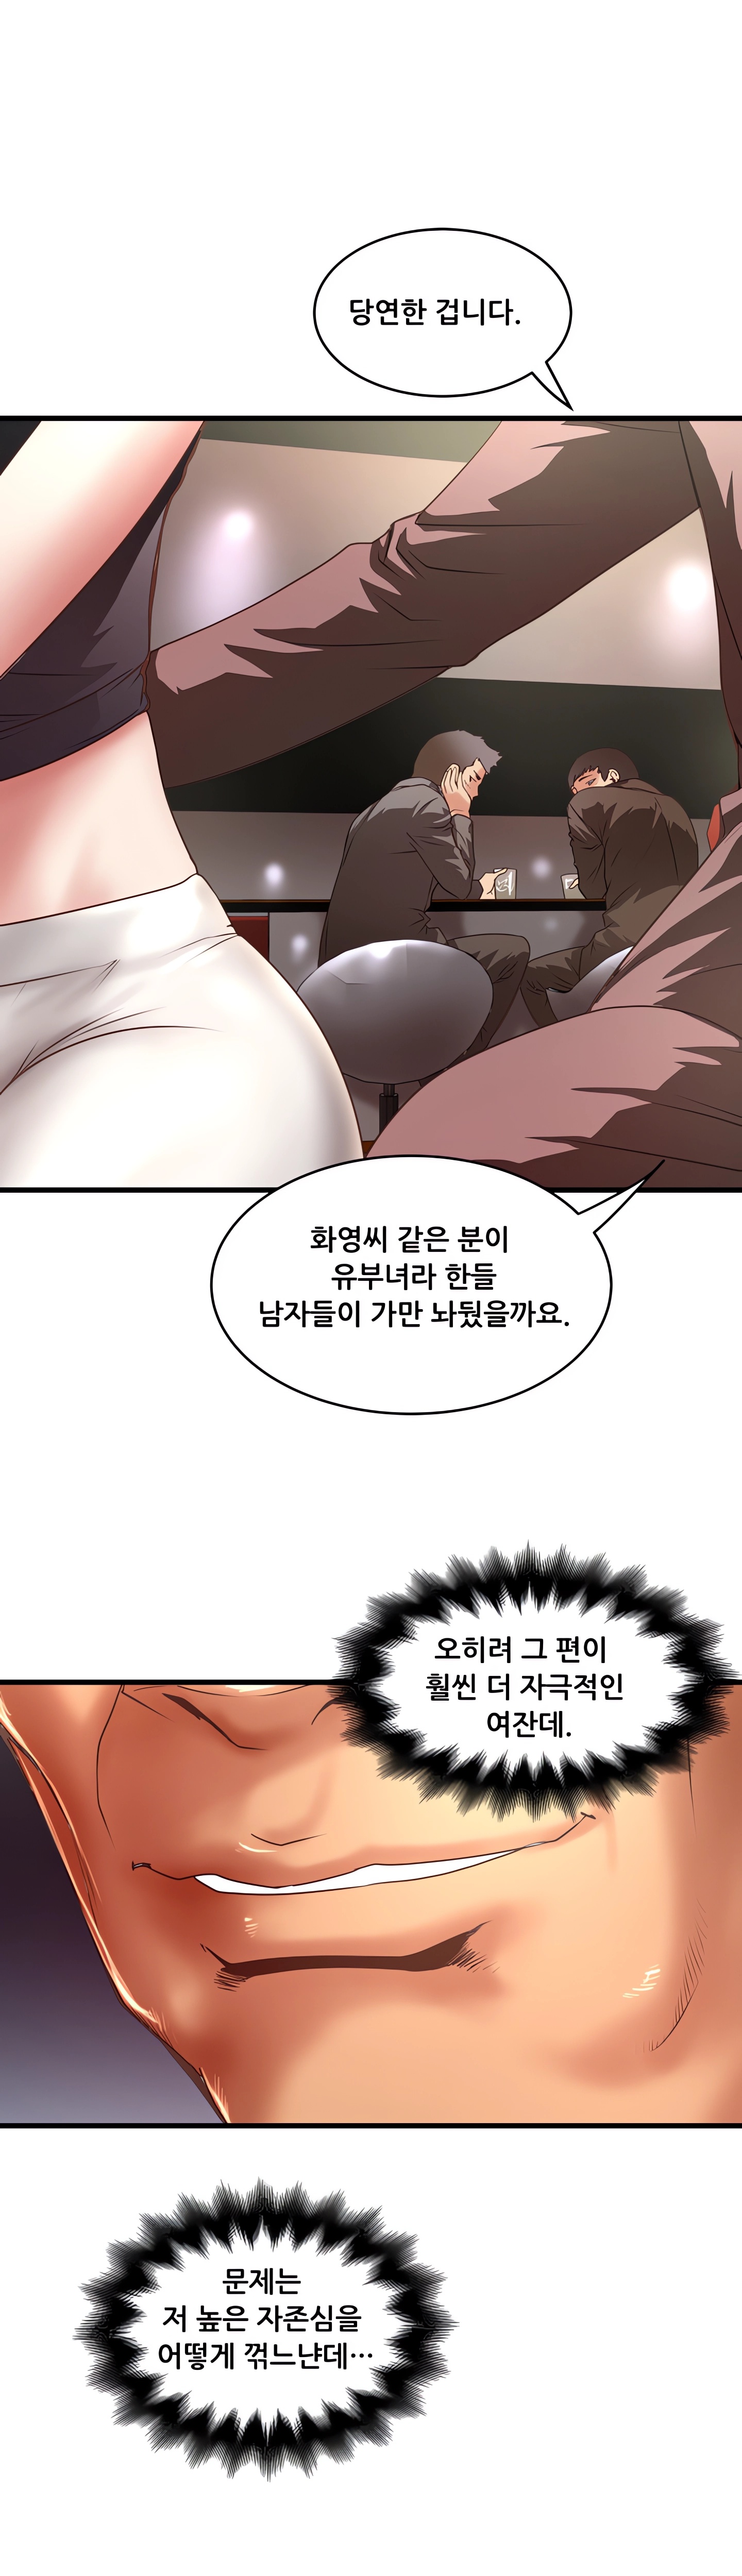 당연한 겁니다.
화영씨 같은 분이
유부녀라 한들
남자들이 가만 놔뒀을까요.
오히려 그 편이
훨씬 더 자극적인
여잔데.
문제는
저 높은 자존심을
어떻게 꺾느냔데…